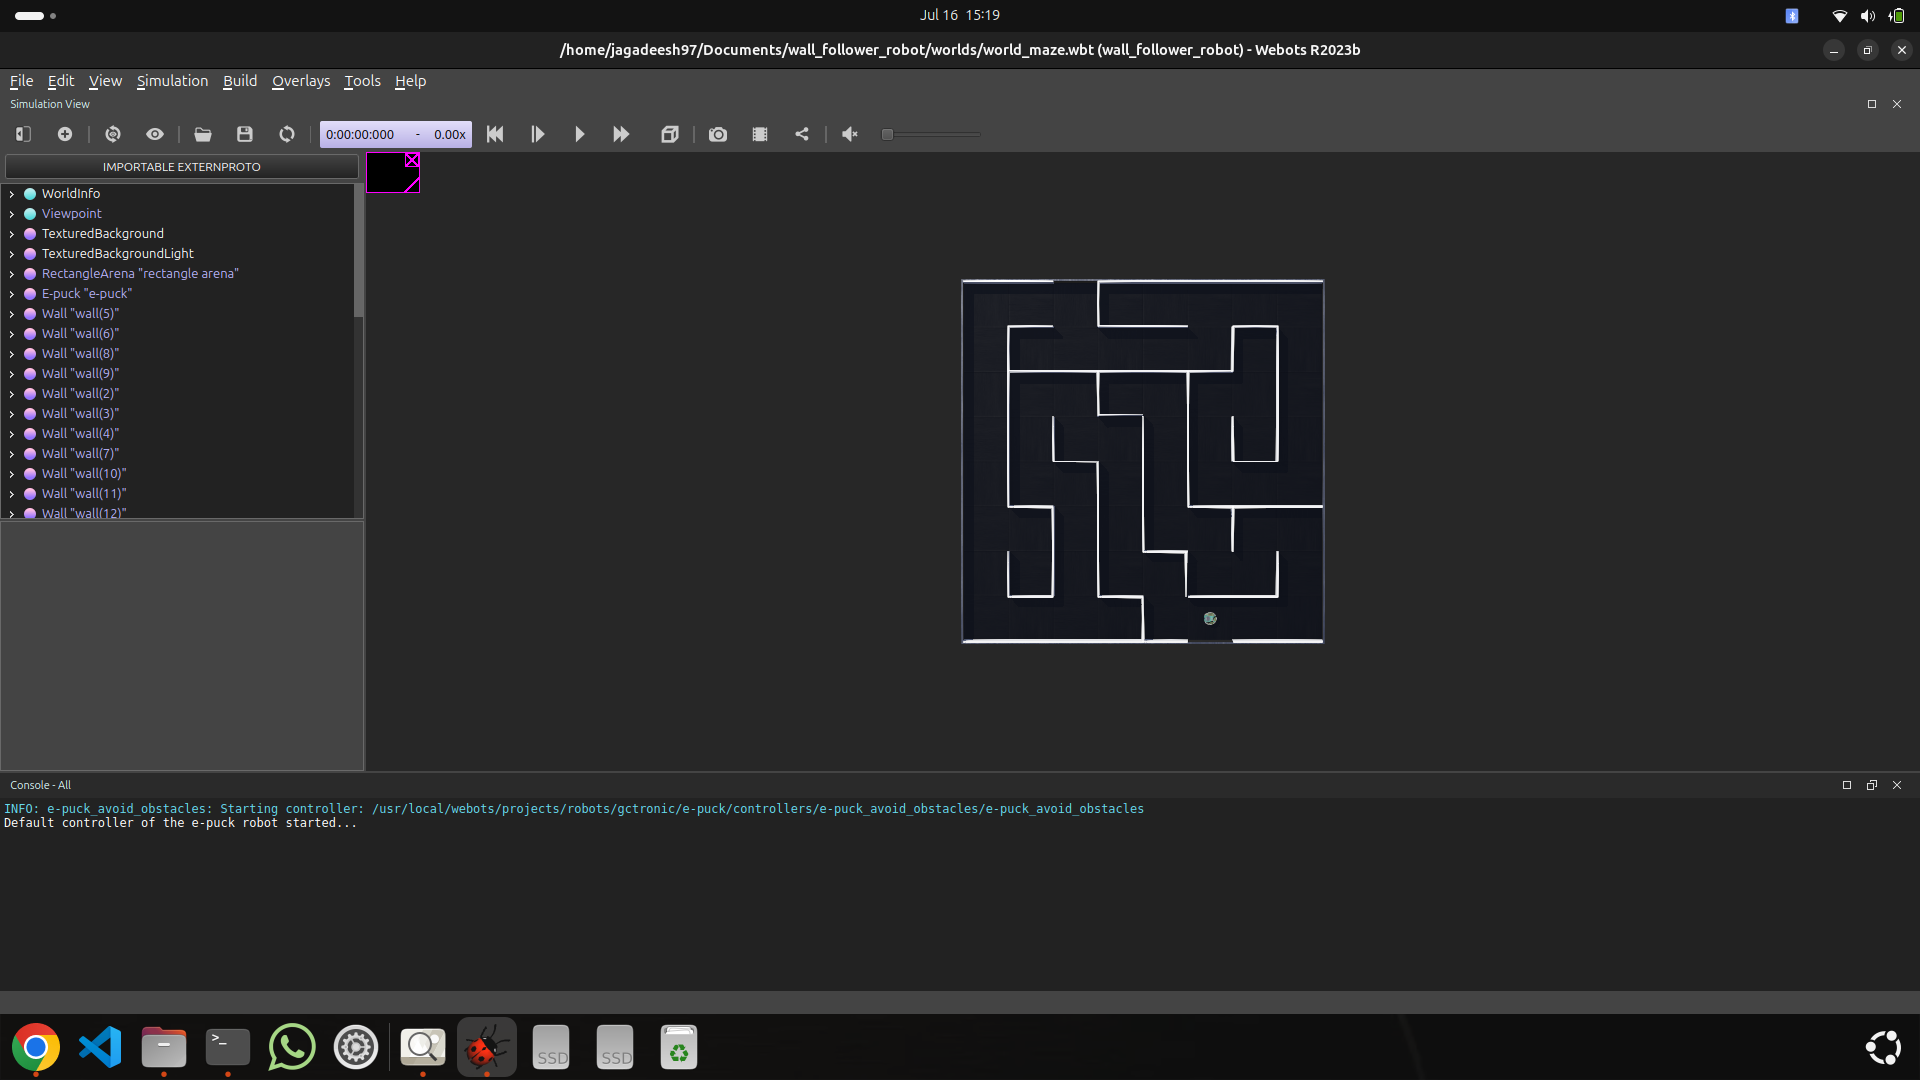 Jul 16 15:19
/home/jagadeesh97/Documents/wall_follower_robot/worlds/world_maze.wbt (wall_follower_robot) - Webots R2023b
File Edit View Simulation Build Overlays Tools Help
Simulation View
0:00:00:000 - 0.00x
IMPORTABLE EXTERNPROTO
WorldInfo
Viewpoint
TexturedBackground
TexturedBackgroundLight
RectangleArena "rectangle arena"
E-puck "e-puck"
Wall "wall(5)"
Wall "wall(6)"
Wall "wall(8)"
Wall "wall(9)"
Wall "wall(2)"
Wall "wall(3)"
Wall "wall(4)"
Wall "wall(7)"
Wall "wall(10)"
Wall "wall(11)"
Wall "wall(12)"
Console - All
INFO: e-puck_avoid_obstacles: Starting controller: /usr/local/webots/projects/robots/gctronic/e-puck/controllers/e-puck_avoid_obstacles/e-puck_avoid_obstacles
Default controller of the e-puck robot started...
>_
SSD
SSD